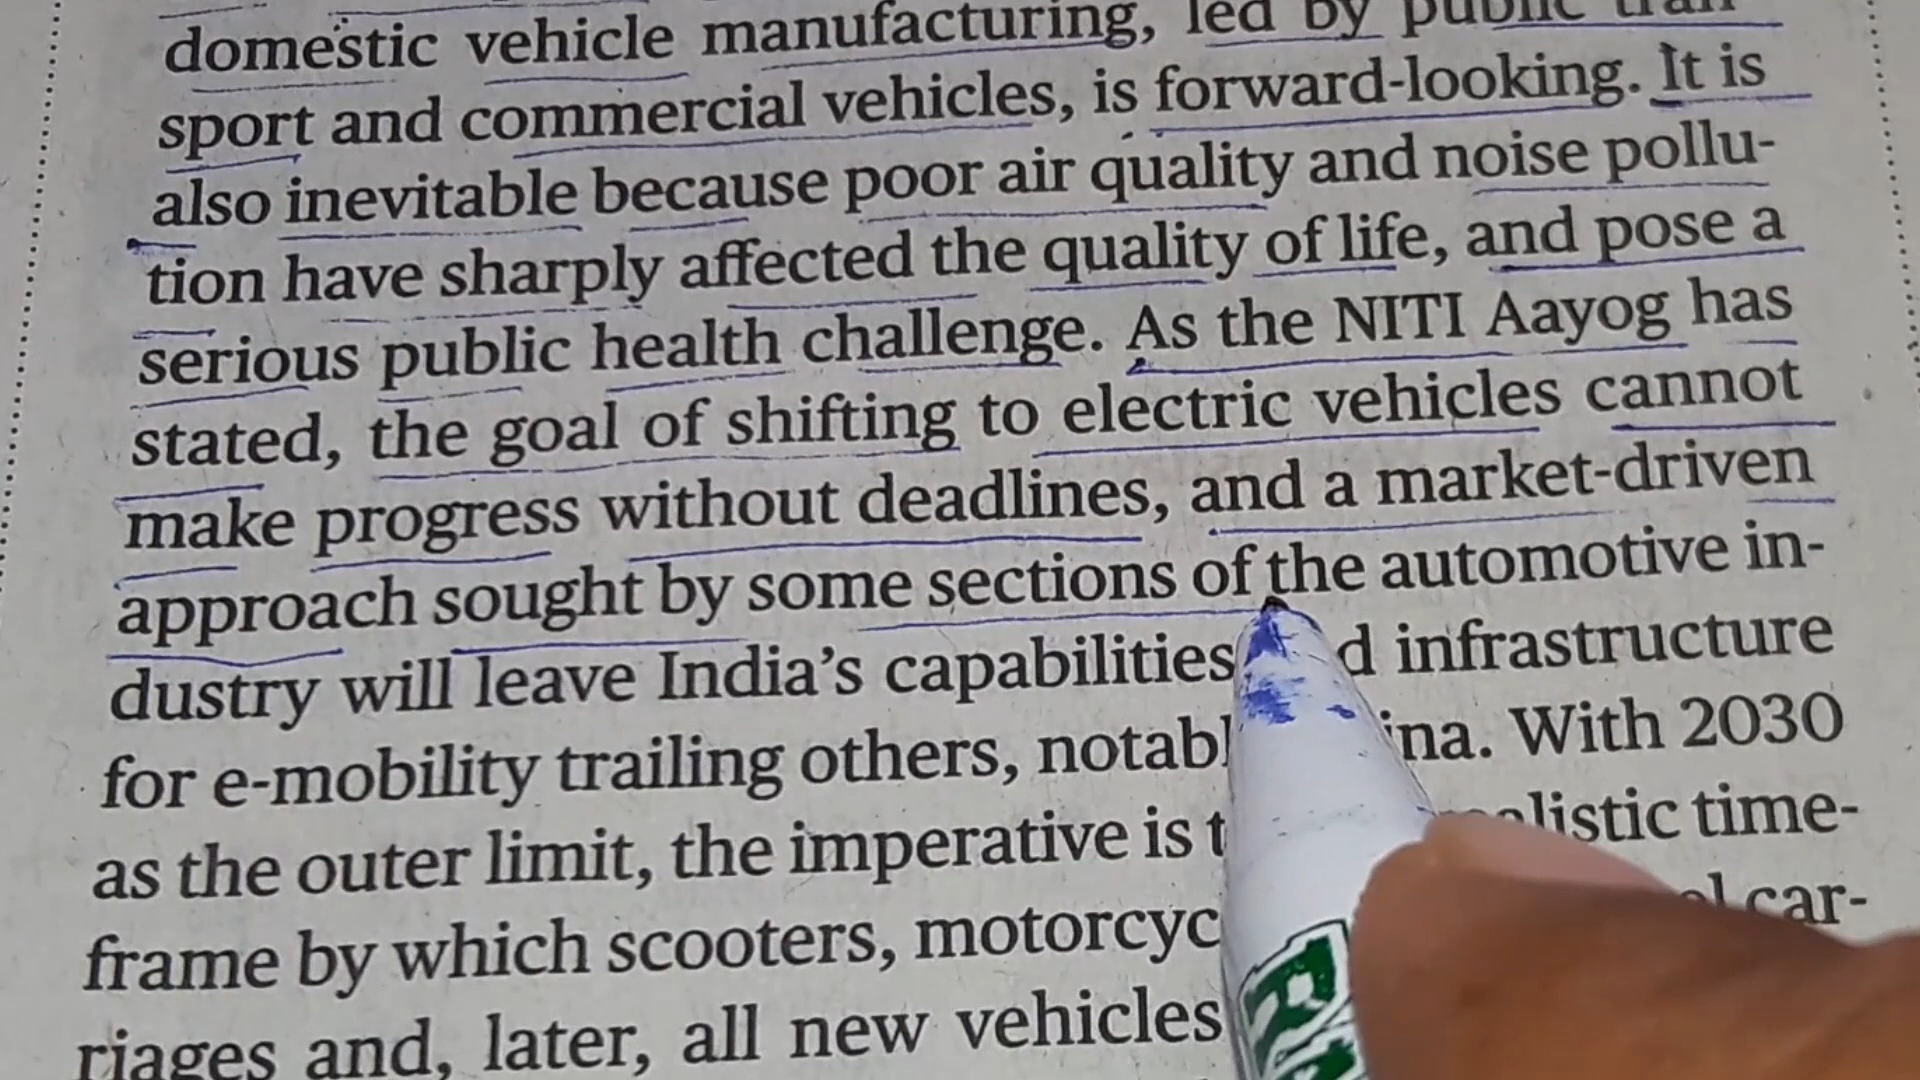 domestic vehicle manufacturing, led by public tran
sport and commercial vehicles, is forward-looking. It is
also inevitable because poor air quality and noise pollu-
tion have sharply affected the quality of life, and pose a
serious public health challenge. As the NITI Aayog has
stated, the goal of shifting to electric vehicles cannot
make progress without deadlines, and a market-driven
approach sought by some sections of the automotive in-
dustry will leave India’s capabilities infrastructure
for e-mobility trailing others, With 2030
as the outer limit, the imperative is time-
frame by which scooters, car-
riages and, later, all new vehicles